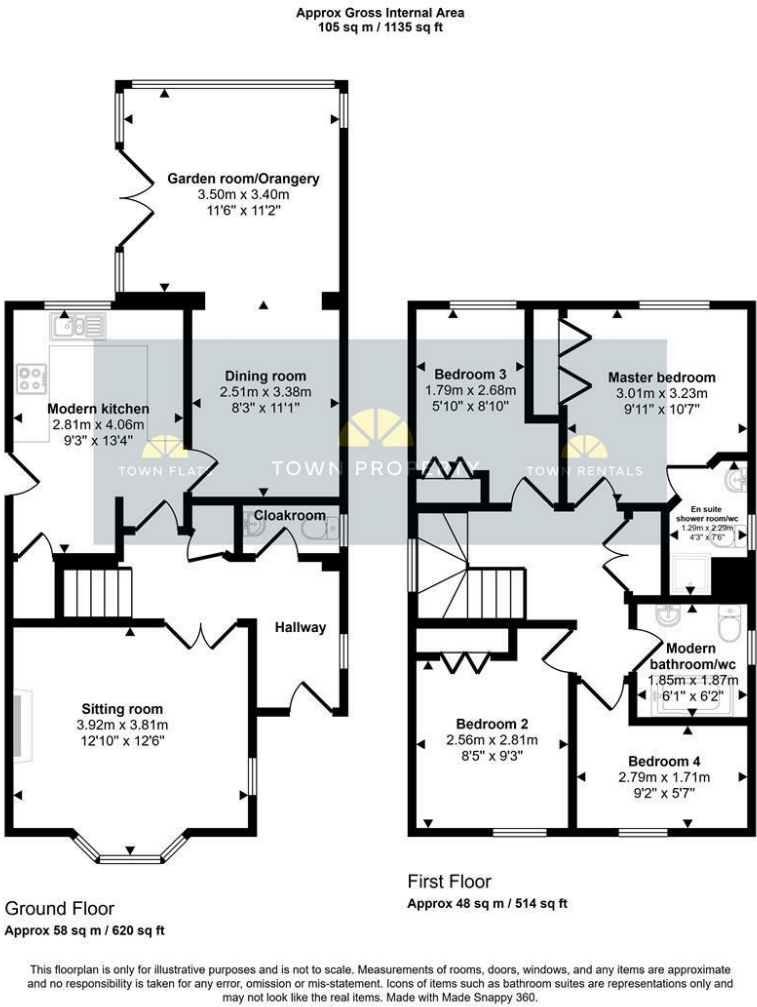 Approx Gross Internal Area
105 sq m / 1135 sq ft
Garden room/Orangery
3.50m x 3.40m
11'6" x 11'2"
Dining room
2.51m x 3.38m
8'3" x 11'1"
Modern kitchen
2.81m x 4.06m
9'3" x 13'4"
Bedroom 3
1.79m x 2.68m
5'10" x 8'10"
Master bedroom
3.01m x 3.23m
9'11" x 10'7"
TOWN FLATS
TOWN PROPERTY
TOWN RENTALS
Cloakroom
En suite
shower room/wc
1.29m x 2.29m
4'3" x 7'6"
Hallway
Sitting room
3.92m x 3.81m
12'10" x 12'6"
Modern
bathroom/wc
1.85m x 1.87m
6'1" x 6'2"
Bedroom 2
2.56m x 2.81m
8'5" x 9'3"
Bedroom 4
2.79m x 1.71m
9'2" x 5'7"
Ground Floor
Approx 58 sq m / 620 sq ft
First Floor
Approx 48 sq m / 514 sq ft
This floorplan is only for illustrative purposes and is not to scale. Measurements of rooms, doors, windows, and any items are approximate
and no responsibility is taken for any error, omission or mis-statement. Icons of items such as bathroom suites are representations only and
may not look like the real items. Made with Made Snappy 360.